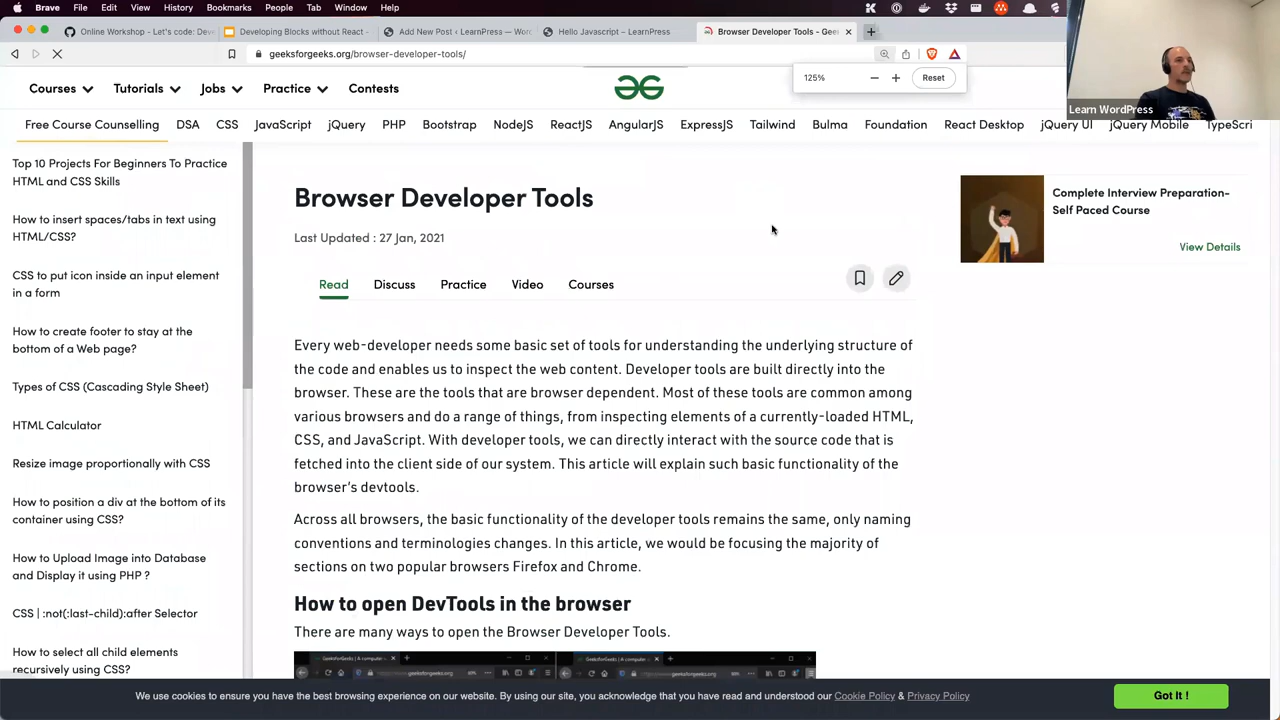 Brave File Edit View History Bookmarks People Tab Window Help
Online Workshop - Let's code: Dev
Developing Blocks without React -
Add New Post ‹ LearnPress — Wor
Hello Javascript – LearnPress
Browser Developer Tools - Gee
geeksforgeeks.org/browser-developer-tools/
125%
Reset
Courses Tutorials Jobs Practice Contests
Learn WordPress
Free Course Counselling DSA CSS JavaScript jQuery PHP Bootstrap NodeJS ReactJS AngularJS ExpressJS Tailwind Bulma Foundation React Desktop jQuery UI jQuery Mobile TypeScri
Top 10 Projects For Beginners To Practice
HTML and CSS Skills
How to insert spaces/tabs in text using
HTML/CSS?
CSS to put icon inside an input element
in a form
How to create footer to stay at the
bottom of a Web page?
Types of CSS (Cascading Style Sheet)
HTML Calculator
Resize image proportionally with CSS
How to position a div at the bottom of its
container using CSS?
How to Upload Image into Database
and Display it using PHP ?
CSS | :not(:last-child):after Selector
How to select all child elements
recursively using CSS?
Browser Developer Tools
Last Updated : 27 Jan, 2021
Read Discuss Practice Video Courses
Every web-developer needs some basic set of tools for understanding the underlying structure of
the code and enables us to inspect the web content. Developer tools are built directly into the
browser. These are the tools that are browser dependent. Most of these tools are common among
various browsers and do a range of things, from inspecting elements of a currently-loaded HTML,
CSS, and JavaScript. With developer tools, we can directly interact with the source code that is
fetched into the client side of our system. This article will explain such basic functionality of the
browser's devtools.
Across all browsers, the basic functionality of the developer tools remains the same, only naming
conventions and terminologies changes. In this article, we would be focusing the majority of
sections on two popular browsers Firefox and Chrome.
How to open DevTools in the browser
There are many ways to open the Browser Developer Tools.
Complete Interview Preparation-
Self Paced Course
View Details
We use cookies to ensure you have the best browsing experience on our website. By using our site, you acknowledge that you have read and understood our Cookie Policy & Privacy Policy
Got It !